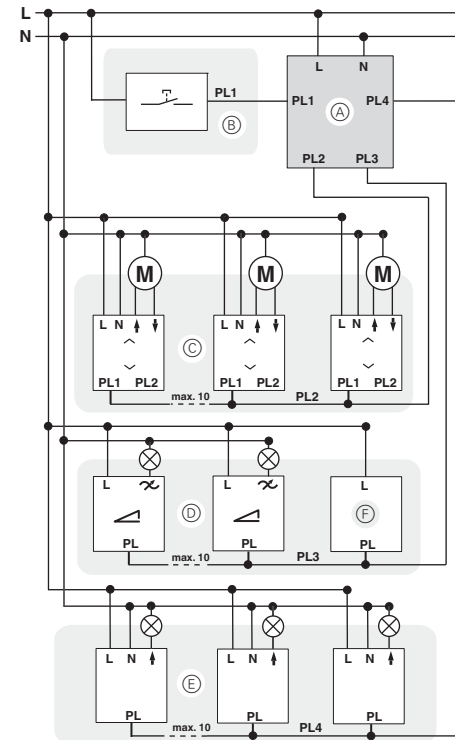 L
N
L N
PL1
PL1 A PL4
B
PL2 PL3
M M M
L N L N L N
C
PL1 PL2 PL1 PL2 PL1 PL2
max. 10 PL2
L L L
D F
PL PL PL
max. 10 PL3
L N L N L N
E
PL PL PL
max. 10 PL4